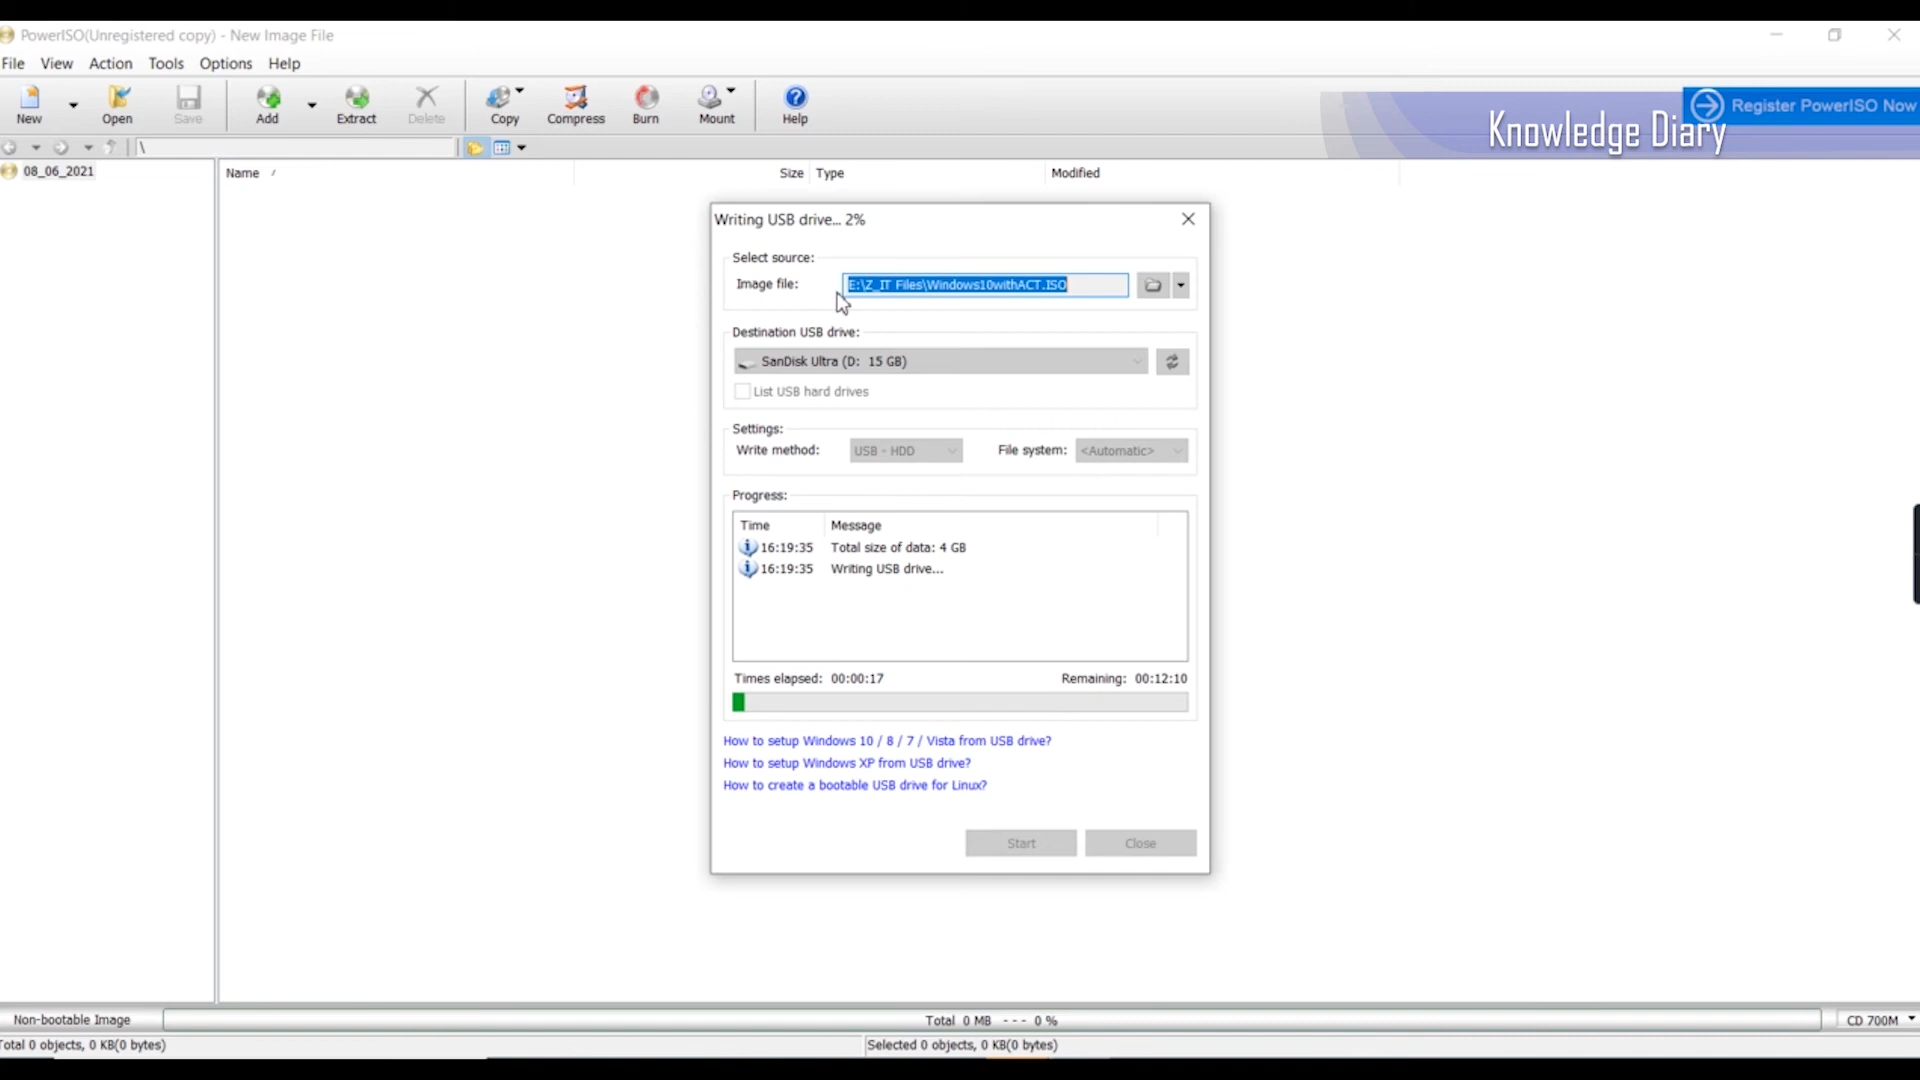 PowerISO(Unregistered copy) - New Image File
File View Action Tools Options Help
New Open Save Add Extract Delete Copy Compress Burn Mount Help
Register PowerISO Now
Knowledge Diary
\
08_06_2021
Name / Size Type Modified
Writing USB drive... 2%
Select source:
Image file: E:\Z_IT Files\Windows10withACT.ISO
Destination USB drive:
SanDisk Ultra (D: 15 GB)
List USB hard drives
Settings:
Write method: USB - HDD File system: <Automatic>
Progress:
Time Message
16:19:35 Total size of data: 4 GB
16:19:35 Writing USB drive...
Times elapsed: 00:00:17 Remaining: 00:12:10
How to setup Windows 10 / 8 / 7 / Vista from USB drive?
How to setup Windows XP from USB drive?
How to create a bootable USB drive for Linux?
Start Close
Non-bootable Image Total 0 MB --- 0 % CD 700M
Total 0 objects, 0 KB(0 bytes) Selected 0 objects, 0 KB(0 bytes)